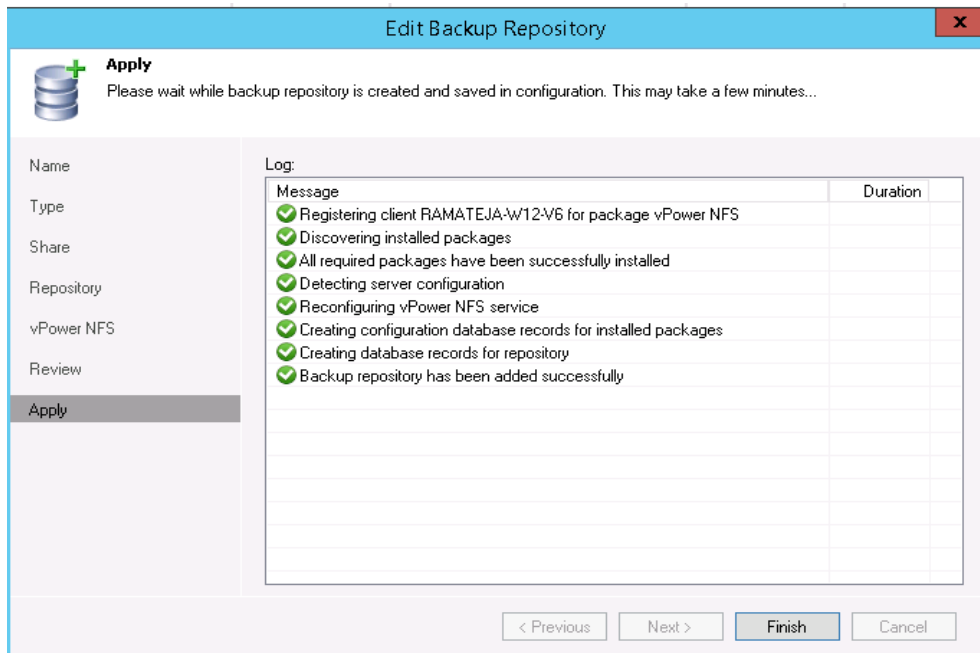 Edit Backup Repository
x
Apply
Please wait while backup repository is created and saved in configuration. This may take a few minutes...
Name
Type
Share
Repository
vPower NFS
Review
Apply
Log:
Message Duration
Registering client RAMATEJA-W12-V6 for package vPower NFS
Discovering installed packages
All required packages have been successfully installed
Detecting server configuration
Reconfiguring vPower NFS service
Creating configuration database records for installed packages
Creating database records for repository
Backup repository has been added successfully
< Previous Next > Finish Cancel